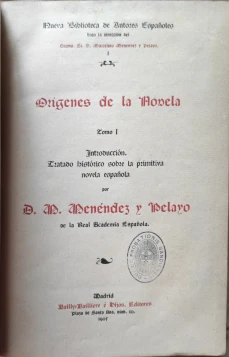 Nueva Biblioteca de Autores Españoles
bajo la dirección del
Excmo. Sr. D. Marcelino Menéndez y Pelayo.
1
Orígenes de la Novela
Tomo I
Introducción.
Tratado histórico sobre la primitiva
novela española
por
D. M. Menéndez y Pelayo
de la Real Academia Española.
Madrid
Bailly-Bailliére é Hijos, Editores
Plaza de Santa Ana, núm. 10.